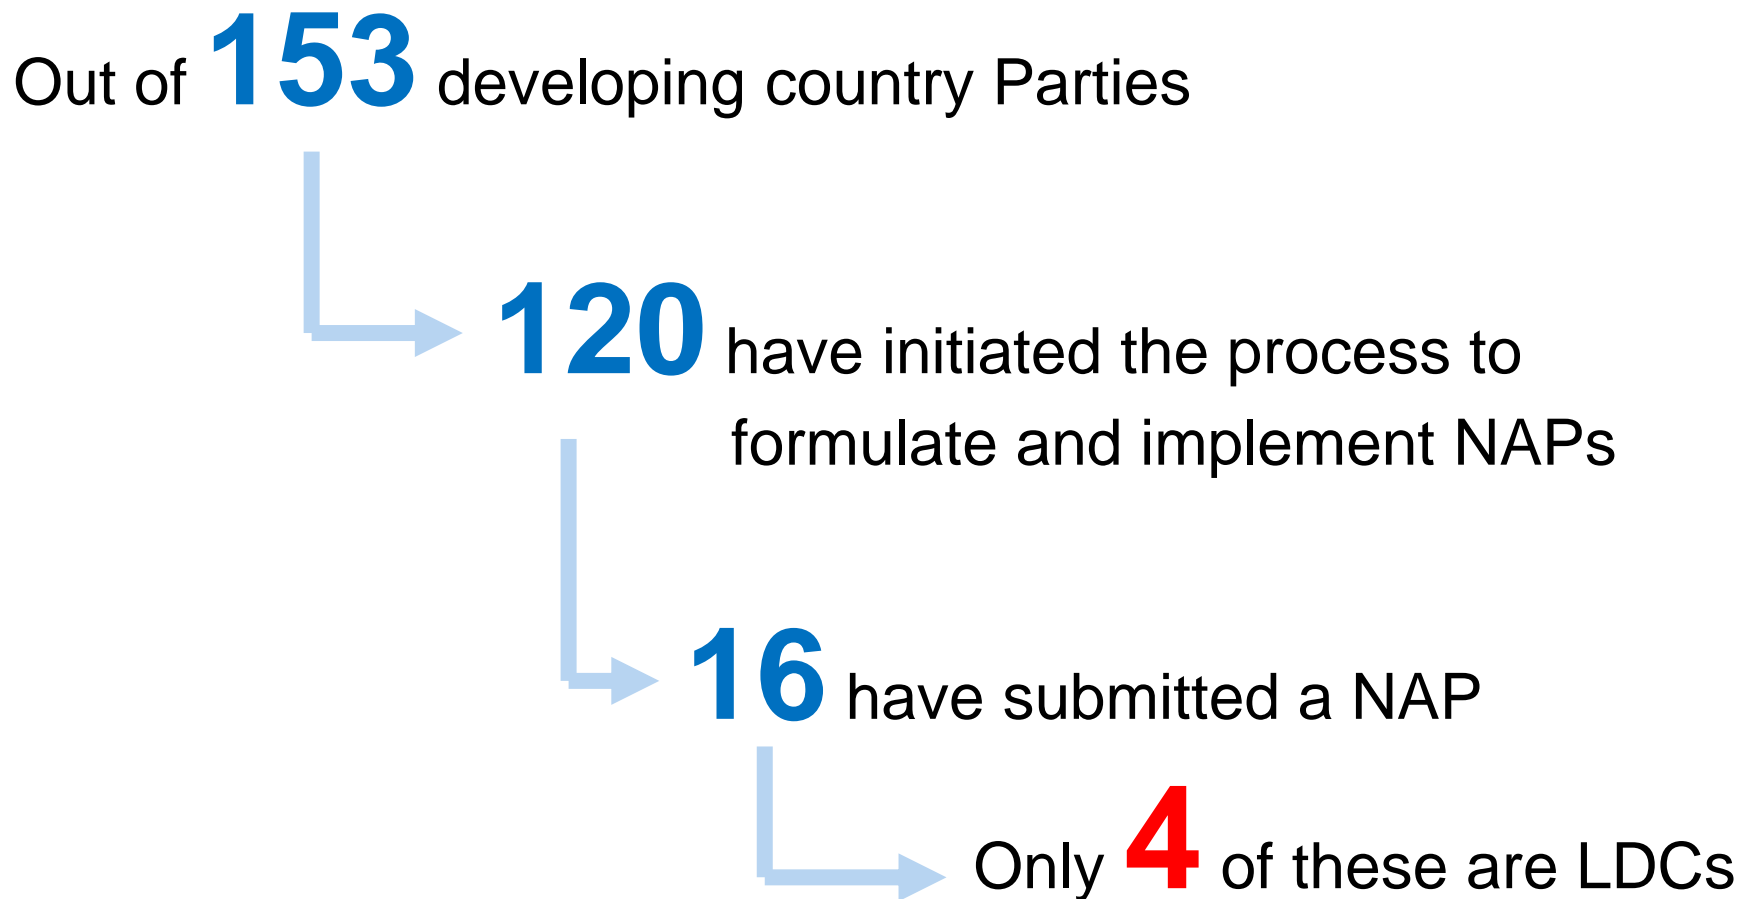 Out of 153 developing country Parties
120 have initiated the process to
formulate and implement NAPs
16 have submitted a NAP
Only 4 of these are LDCs